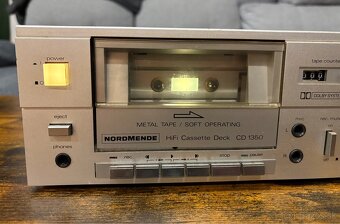 power
tape counter
000
DOLBY SYSTEM
eject
METAL TAPE / SOFT OPERATING
NORDMENDE HiFi Cassette Deck CD 1350
phones
L
R
rec
stop
pause